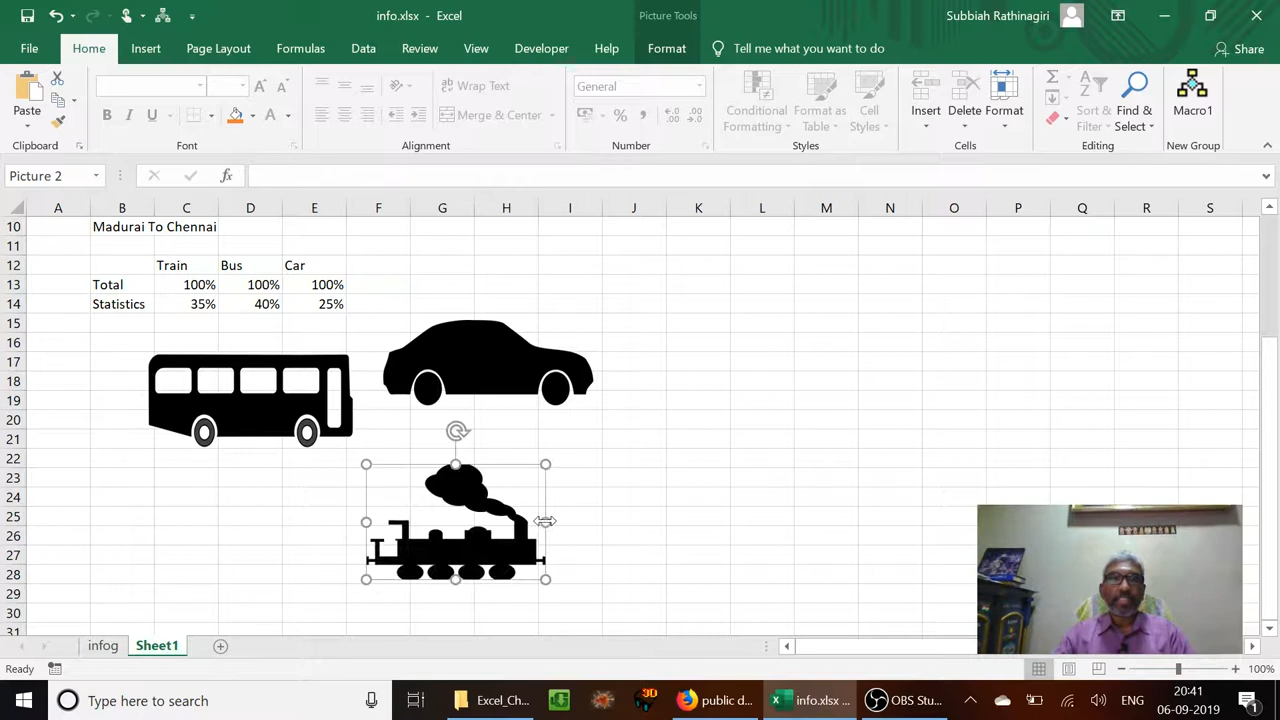 info.xlsx - Excel
Picture Tools
Subbiah Rathinagiri
File Home Insert Page Layout Formulas Data Review View Developer Help Format Tell me what you want to do Share
Paste
Clipboard
B I U A A A
Font
Wrap Text
Merge & Center
Alignment
General
% ,
Number
Conditional Formatting
Format as Table
Cell Styles
Styles
Insert Delete Format
Cells
Sort & Filter
Find & Select
Editing
Macro1
New Group
Picture 2 fx
A B C D E F G H I J K L M N O P Q R S
10 Madurai To Chennai
11
12 Train Bus Car
13 Total 100% 100% 100%
14 Statistics 35% 40% 25%
15
16
17
18
19
20
21
22
23
24
25
26
27
28
29
30
31
infog Sheet1
Ready 100%
Type here to search
Excel_Ch...
3D
public d...
info.xlsx ...
OBS Stu...
ENG
20:41
06-09-2019
1